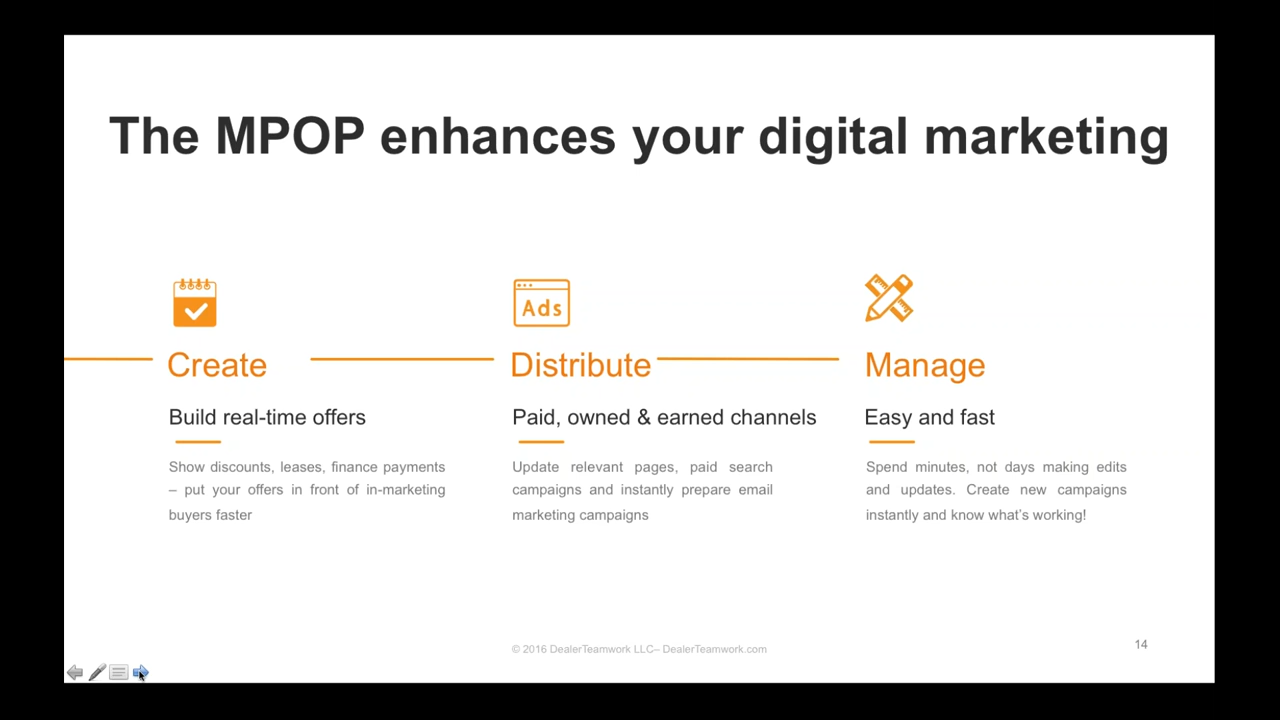 The MPOP enhances your digital marketing
Ads
Create
Build real-time offers
Show discounts, leases, finance payments
– put your offers in front of in-marketing
buyers faster
Distribute
Paid, owned & earned channels
Update relevant pages, paid search
campaigns and instantly prepare email
marketing campaigns
Manage
Easy and fast
Spend minutes, not days making edits
and updates. Create new campaigns
instantly and know what’s working!
© 2016 DealerTeamwork LLC– DealerTeamwork.com
14